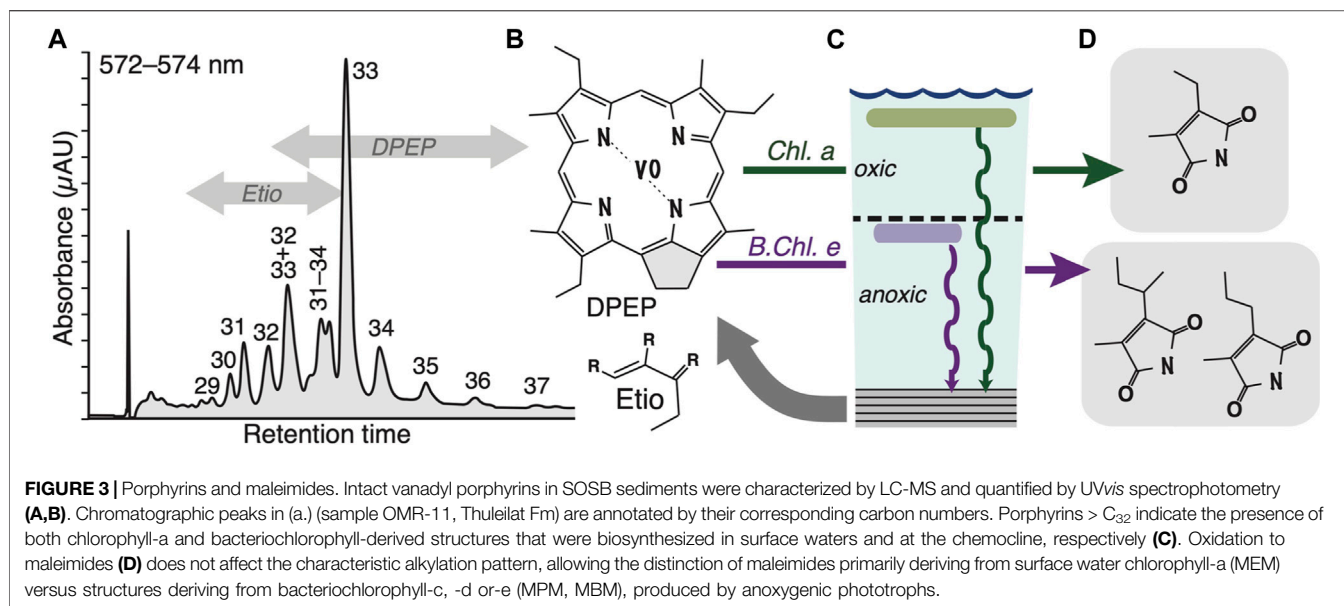 A
B
C
D
572–574 nm
33
DPEP
Etio
32
+
33
31–34
31
32
30
29
34
35
36
37
Absorbance (µAU)
Retention time
N
N
VO
N
N
DPEP
R
R
R
Etio
Chl. a
B.Chl. e
oxic
anoxic
O
N
O
O
N
O
O
N
O
FIGURE 3 | Porphyrins and maleimides. Intact vanadyl porphyrins in SOSB sediments were characterized by LC-MS and quantified by UVvis spectrophotometry
(A,B). Chromatographic peaks in (a.) (sample OMR-11, Thuleilat Fm) are annotated by their corresponding carbon numbers. Porphyrins > C₃₂ indicate the presence of
both chlorophyll-a and bacteriochlorophyll-derived structures that were biosynthesized in surface waters and at the chemocline, respectively (C). Oxidation to
maleimides (D) does not affect the characteristic alkylation pattern, allowing the distinction of maleimides primarily deriving from surface water chlorophyll-a (MEM)
versus structures deriving from bacteriochlorophyll-c, -d or-e (MPM, MBM), produced by anoxygenic phototrophs.